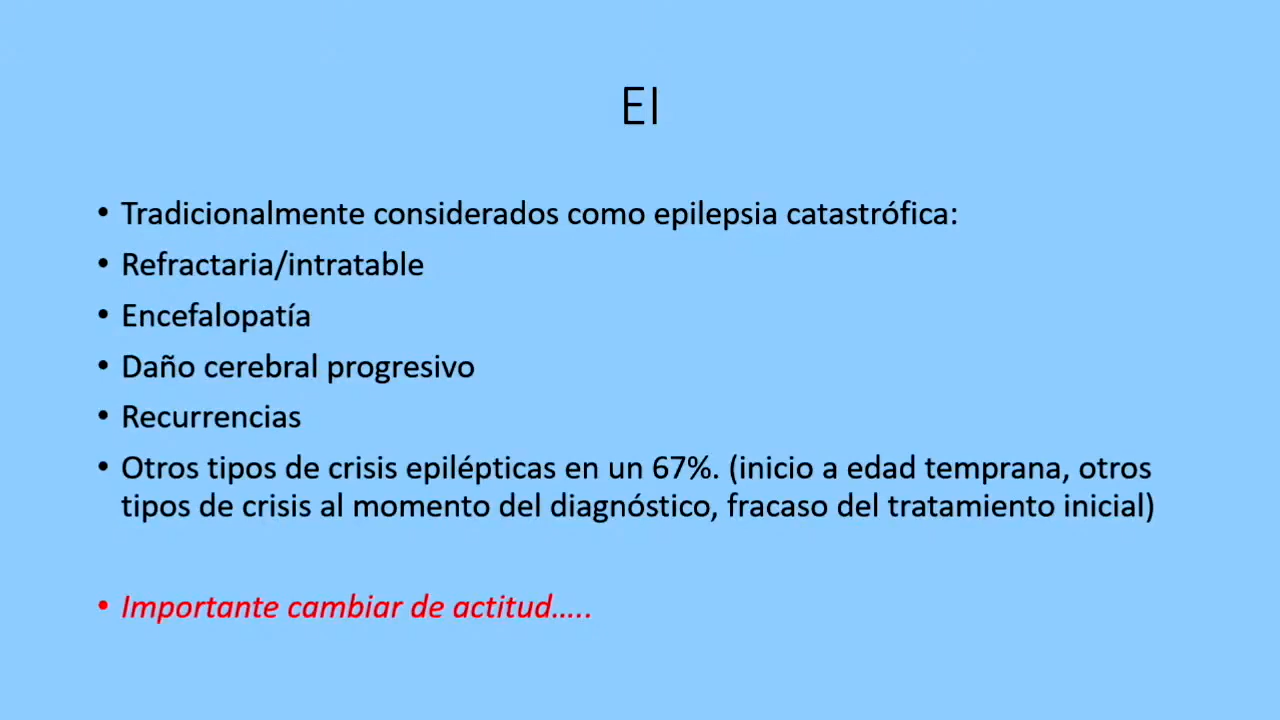 EI
• Tradicionalmente considerados como epilepsia catastrófica:
• Refractaria/intratable
• Encefalopatía
• Daño cerebral progresivo
• Recurrencias
• Otros tipos de crisis epilépticas en un 67%. (inicio a edad temprana, otros
tipos de crisis al momento del diagnóstico, fracaso del tratamiento inicial)
• Importante cambiar de actitud…..